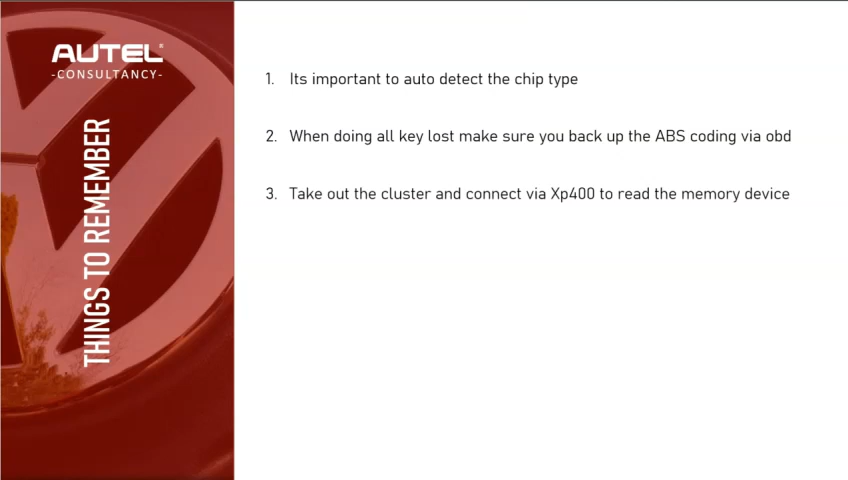 AUTEL
-CONSULTANCY-
THINGS TO REMEMBER
1. Its important to auto detect the chip type
2. When doing all key lost make sure you back up the ABS coding via obd
3. Take out the cluster and connect via Xp400 to read the memory device